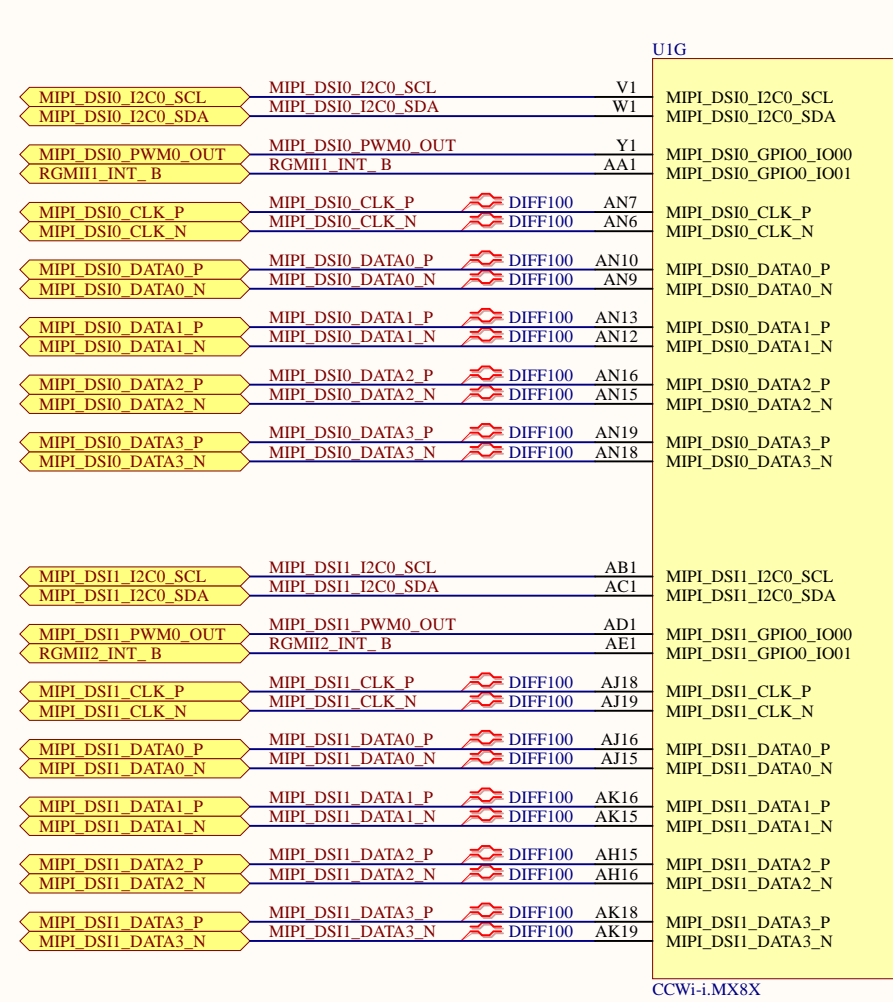 U1G
MIPI_DSI0_I2C0_SCL MIPI_DSI0_I2C0_SCL V1 MIPI_DSI0_I2C0_SCL
MIPI_DSI0_I2C0_SDA MIPI_DSI0_I2C0_SDA W1 MIPI_DSI0_I2C0_SDA
MIPI_DSI0_PWM0_OUT MIPI_DSI0_PWM0_OUT Y1 MIPI_DSI0_GPIO0_IO00
RGMII1_INT_ B RGMII1_INT_ B AA1 MIPI_DSI0_GPIO0_IO01
MIPI_DSI0_CLK_P MIPI_DSI0_CLK_P DIFF100 AN7 MIPI_DSI0_CLK_P
MIPI_DSI0_CLK_N MIPI_DSI0_CLK_N DIFF100 AN6 MIPI_DSI0_CLK_N
MIPI_DSI0_DATA0_P MIPI_DSI0_DATA0_P DIFF100 AN10 MIPI_DSI0_DATA0_P
MIPI_DSI0_DATA0_N MIPI_DSI0_DATA0_N DIFF100 AN9 MIPI_DSI0_DATA0_N
MIPI_DSI0_DATA1_P MIPI_DSI0_DATA1_P DIFF100 AN13 MIPI_DSI0_DATA1_P
MIPI_DSI0_DATA1_N MIPI_DSI0_DATA1_N DIFF100 AN12 MIPI_DSI0_DATA1_N
MIPI_DSI0_DATA2_P MIPI_DSI0_DATA2_P DIFF100 AN16 MIPI_DSI0_DATA2_P
MIPI_DSI0_DATA2_N MIPI_DSI0_DATA2_N DIFF100 AN15 MIPI_DSI0_DATA2_N
MIPI_DSI0_DATA3_P MIPI_DSI0_DATA3_P DIFF100 AN19 MIPI_DSI0_DATA3_P
MIPI_DSI0_DATA3_N MIPI_DSI0_DATA3_N DIFF100 AN18 MIPI_DSI0_DATA3_N
MIPI_DSI1_I2C0_SCL MIPI_DSI1_I2C0_SCL AB1 MIPI_DSI1_I2C0_SCL
MIPI_DSI1_I2C0_SDA MIPI_DSI1_I2C0_SDA AC1 MIPI_DSI1_I2C0_SDA
MIPI_DSI1_PWM0_OUT MIPI_DSI1_PWM0_OUT AD1 MIPI_DSI1_GPIO0_IO00
RGMII2_INT_ B RGMII2_INT_ B AE1 MIPI_DSI1_GPIO0_IO01
MIPI_DSI1_CLK_P MIPI_DSI1_CLK_P DIFF100 AJ18 MIPI_DSI1_CLK_P
MIPI_DSI1_CLK_N MIPI_DSI1_CLK_N DIFF100 AJ19 MIPI_DSI1_CLK_N
MIPI_DSI1_DATA0_P MIPI_DSI1_DATA0_P DIFF100 AJ16 MIPI_DSI1_DATA0_P
MIPI_DSI1_DATA0_N MIPI_DSI1_DATA0_N DIFF100 AJ15 MIPI_DSI1_DATA0_N
MIPI_DSI1_DATA1_P MIPI_DSI1_DATA1_P DIFF100 AK16 MIPI_DSI1_DATA1_P
MIPI_DSI1_DATA1_N MIPI_DSI1_DATA1_N DIFF100 AK15 MIPI_DSI1_DATA1_N
MIPI_DSI1_DATA2_P MIPI_DSI1_DATA2_P DIFF100 AH15 MIPI_DSI1_DATA2_P
MIPI_DSI1_DATA2_N MIPI_DSI1_DATA2_N DIFF100 AH16 MIPI_DSI1_DATA2_N
MIPI_DSI1_DATA3_P MIPI_DSI1_DATA3_P DIFF100 AK18 MIPI_DSI1_DATA3_P
MIPI_DSI1_DATA3_N MIPI_DSI1_DATA3_N DIFF100 AK19 MIPI_DSI1_DATA3_N
CCWi-i.MX8X